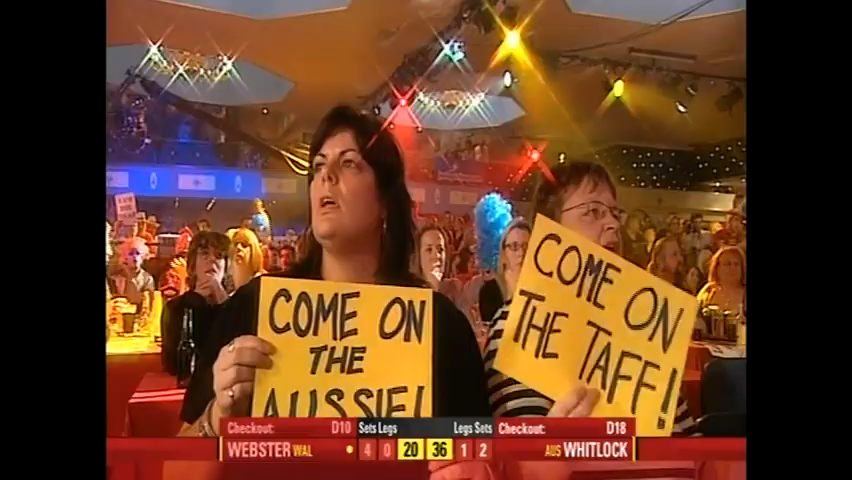 COME ON
THE
AUSSIE!
COME ON
THE TAFF!
Checkout: D10 Sets Legs Legs Sets Checkout: D18
WEBSTER WAL 4 0 20 36 1 2 AUS WHITLOCK